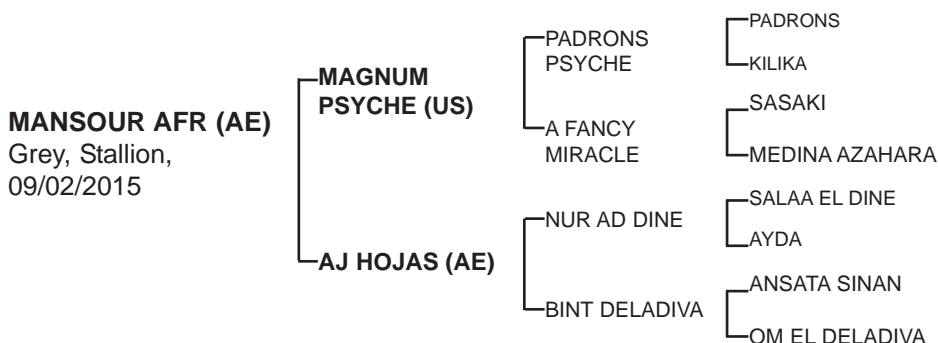 MANSOUR AFR (AE)
Grey, Stallion,
09/02/2015
MAGNUM
PSYCHE (US)
AJ HOJAS (AE)
PADRONS
PSYCHE
A FANCY
MIRACLE
NUR AD DINE
BINT DELADIVA
PADRONS
KILIKA
SASAKI
MEDINA AZAHARA
SALAA EL DINE
AYDA
ANSATA SINAN
OM EL DELADIVA